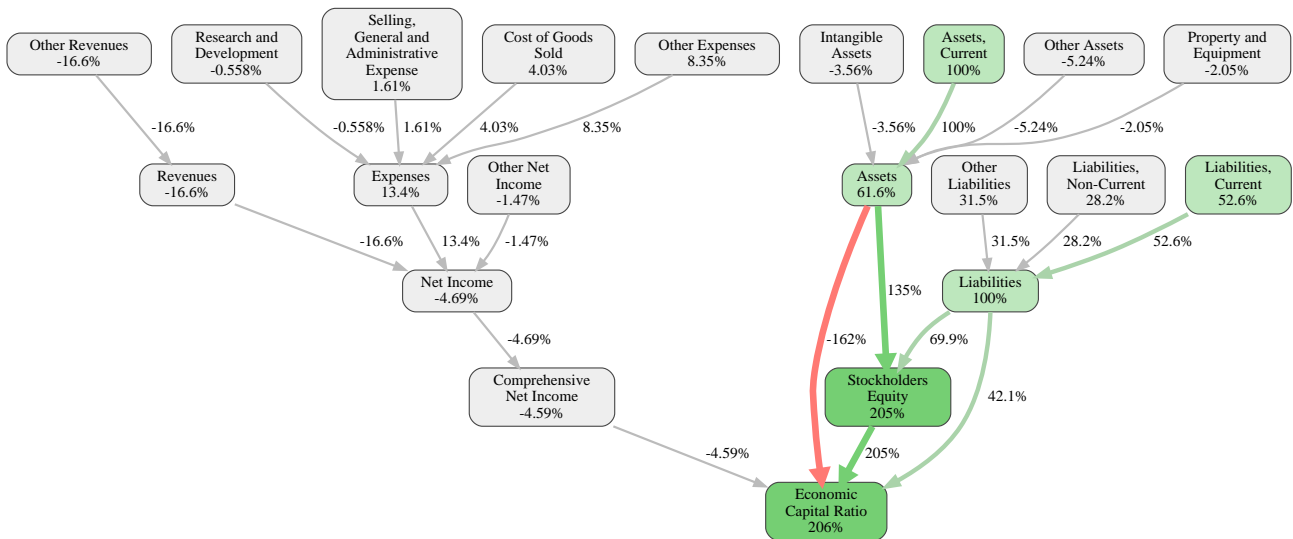 Other Revenues
-16.6%
Research and
Development
-0.558%
Selling,
General and
Administrative
Expense
1.61%
Cost of Goods
Sold
4.03%
Other Expenses
8.35%
Intangible
Assets
-3.56%
Assets,
Current
100%
Other Assets
-5.24%
Property and
Equipment
-2.05%
-16.6%
-0.558%
1.61%
4.03%
8.35%
-3.56%
100%
-5.24%
-2.05%
Revenues
-16.6%
Expenses
13.4%
Other Net
Income
-1.47%
Assets
61.6%
Other
Liabilities
31.5%
Liabilities,
Non-Current
28.2%
Liabilities,
Current
52.6%
-16.6%
13.4%
-1.47%
31.5%
28.2%
52.6%
Net Income
-4.69%
Liabilities
100%
135%
-4.69%
-162%
69.9%
Comprehensive
Net Income
-4.59%
Stockholders
Equity
205%
42.1%
-4.59%
205%
Economic
Capital Ratio
206%